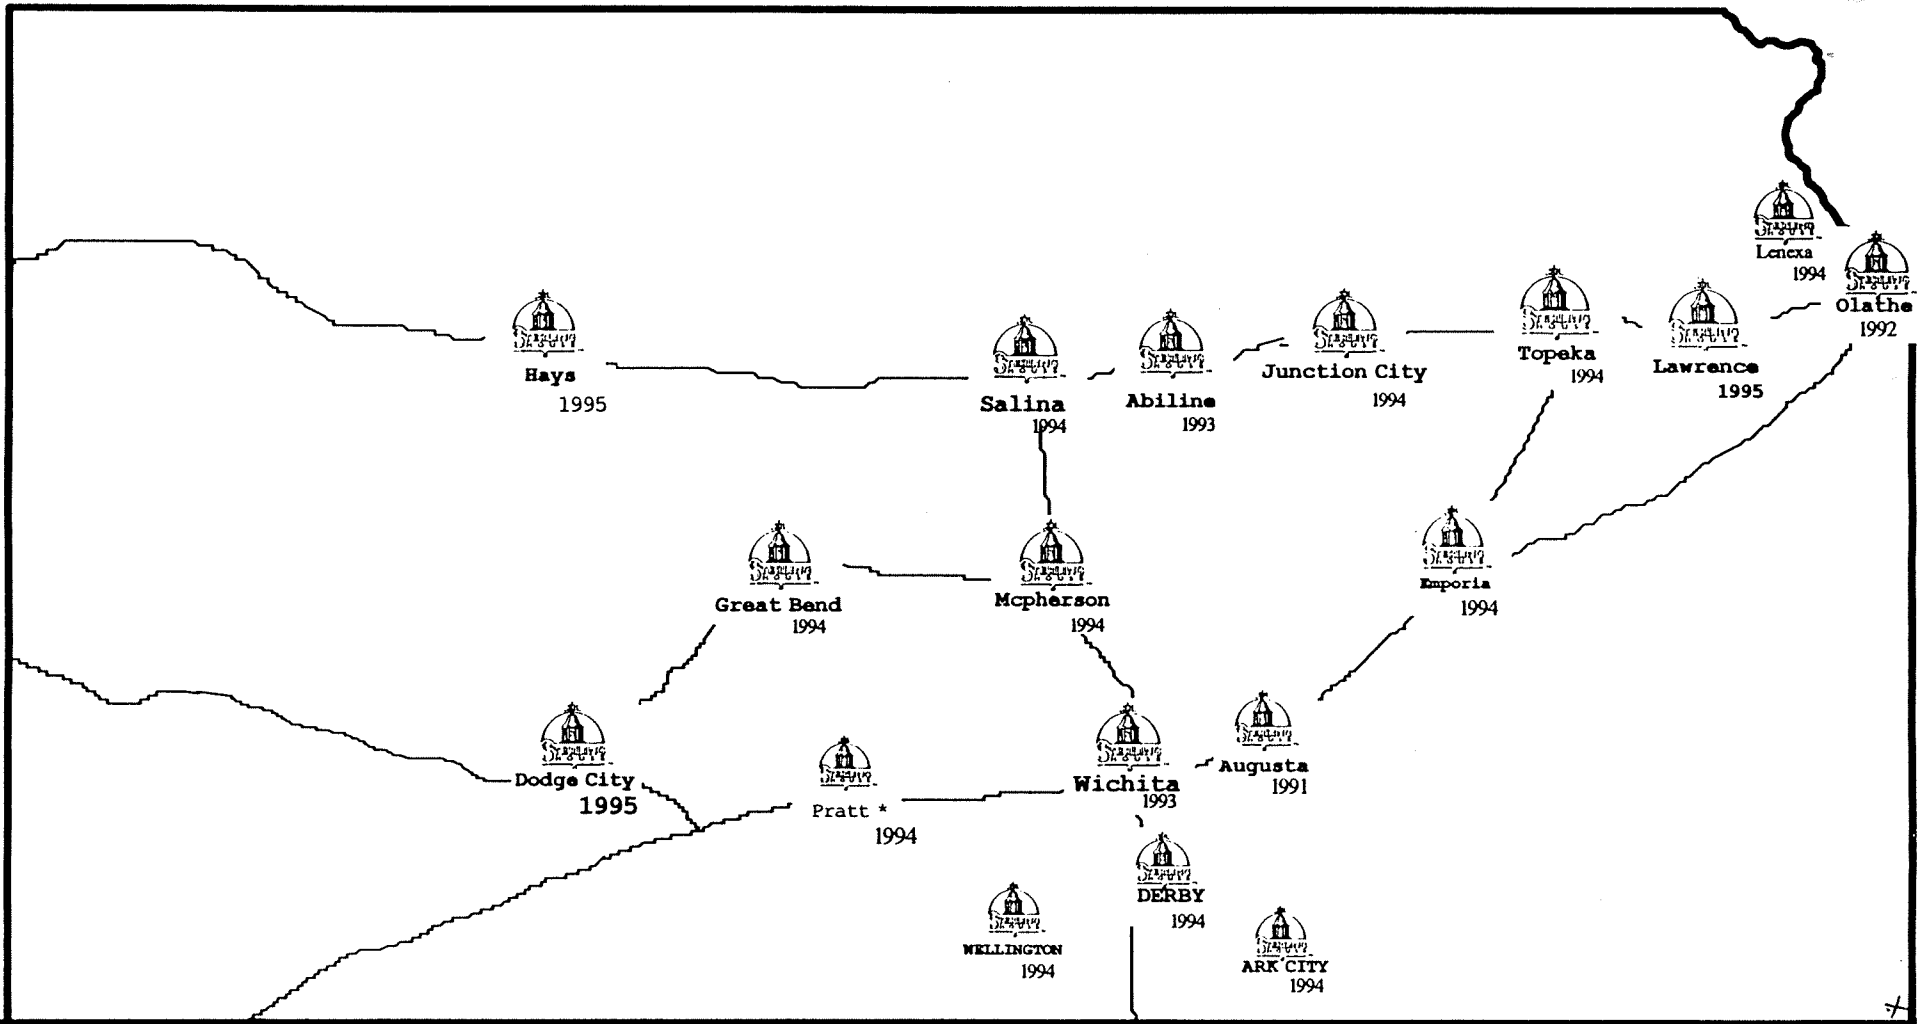 Lenexa
1994
Olathe
1992
Hays
1995
Salina
1994
Abiline
1993
Junction City
1994
Topeka
1994
Lawrence
1995
Great Bend
1994
Mcpherson
1994
Emporia
1994
Dodge City
1995
Pratt *
1994
Wichita
1993
Augusta
1991
DERBY
1994
WELLINGTON
1994
ARK CITY
1994